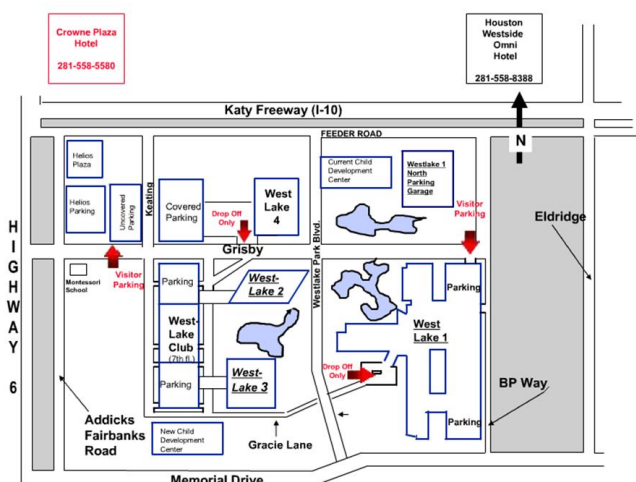 Crowne Plaza
Hotel
281-558-5580
Houston
Westside
Omni
Hotel
281-558-8388
Katy Freeway (I-10)
FEEDER ROAD
N
Helios
Plaza
Helios
Parking
Uncovered
Parking
Keating
Covered
Parking
Drop Off
Only
West
Lake
4
Current Child
Development
Center
Westlake 1
North
Parking
Garage
Visitor
Parking
Eldridge
HIGHWAY 6
Grisby
Westlake Park Blvd.
Montessori
School
Visitor
Parking
Parking
West-
Lake 2
West-
Lake
Club
(7th fl.)
Parking
West-
Lake 3
Parking
West
Lake 1
Drop Off
Only
Parking
BP Way
Addicks
Fairbanks
Road
New Child
Development
Center
Gracie Lane
Memorial Drive